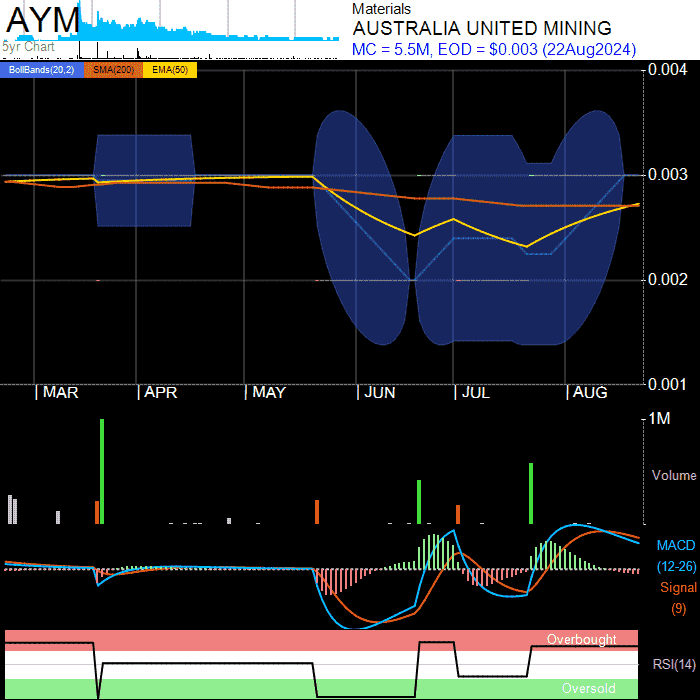 AYM
Materials
AUSTRALIA UNITED MINING
MC = 5.5M, EOD = $0.003 (22Aug2024)
5yr Chart
BollBands(20,2) SMA(200) EMA(50)
0.004
0.003
0.002
0.001
| MAR | APR | MAY | JUN | JUL | AUG
1M
Volume
MACD
(12-26)
Signal
(9)
Overbought
RSI(14)
Oversold